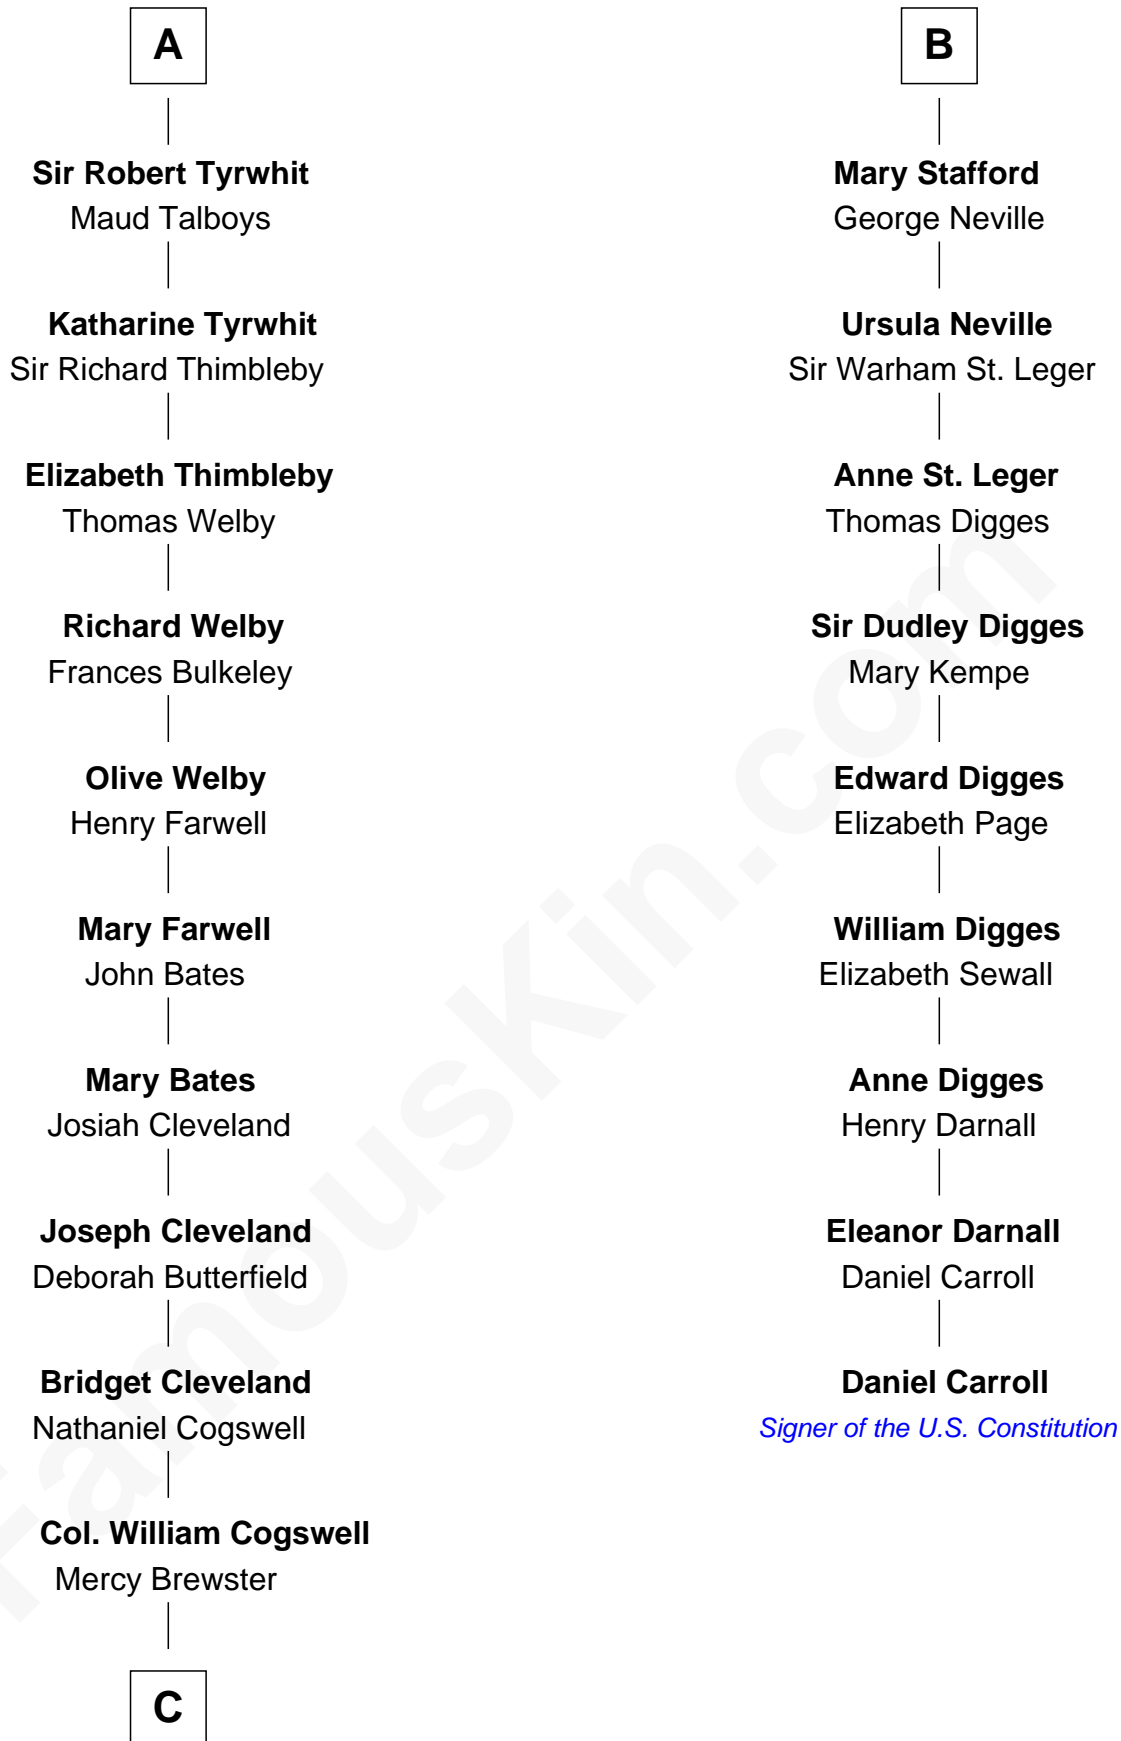 A
Sir Robert Tyrwhit
Maud Talboys
Katharine Tyrwhit
Sir Richard Thimbleby
Elizabeth Thimbleby
Thomas Welby
Richard Welby
Frances Bulkeley
Olive Welby
Henry Farwell
Mary Farwell
John Bates
Mary Bates
Josiah Cleveland
Joseph Cleveland
Deborah Butterfield
Bridget Cleveland
Nathaniel Cogswell
Col. William Cogswell
Mercy Brewster
C
B
Mary Stafford
George Neville
Ursula Neville
Sir Warham St. Leger
Anne St. Leger
Thomas Digges
Sir Dudley Digges
Mary Kempe
Edward Digges
Elizabeth Page
William Digges
Elizabeth Sewall
Anne Digges
Henry Darnall
Eleanor Darnall
Daniel Carroll
Daniel Carroll
Signer of the U.S. Constitution
FamousKin.com